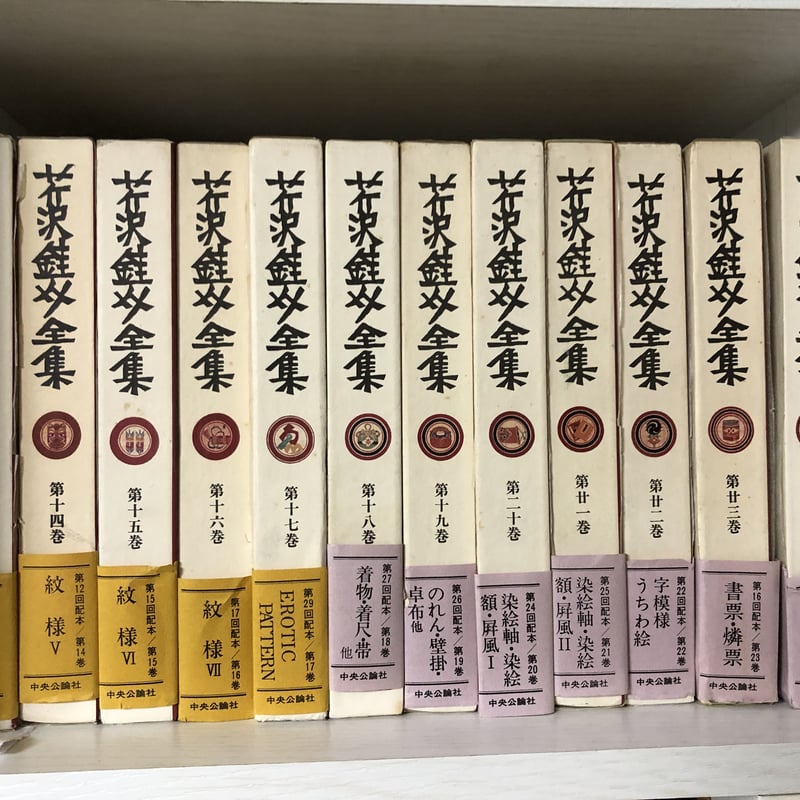 芹沢銈介全集
第十四巻
第12回配本/第14巻
紋様Ⅴ
中央公論社
芹沢銈介全集
第十五巻
第15回配本/第15巻
紋様Ⅵ
中央公論社
芹沢銈介全集
第十六巻
第17回配本/第16巻
紋様Ⅶ
中央公論社
芹沢銈介全集
第十七巻
第29回配本/第17巻
EROTIC
PATTERN
中央公論社
芹沢銈介全集
第十八巻
第27回配本/第18巻
着物・着尺・帯他
中央公論社
芹沢銈介全集
第十九巻
第26回配本/第19巻
のれん・壁掛・
卓布他
中央公論社
芹沢銈介全集
第二十巻
第24回配本/第20巻
染絵軸・染絵
額・屛風Ⅰ
中央公論社
芹沢銈介全集
第廿一巻
第25回配本/第21巻
染絵軸・染絵
額・屛風Ⅱ
中央公論社
芹沢銈介全集
第廿二巻
第22回配本/第22巻
字模様
うちわ絵
中央公論社
芹沢銈介全集
第廿三巻
第16回配本/第23巻
書票・燐票
中央公論社